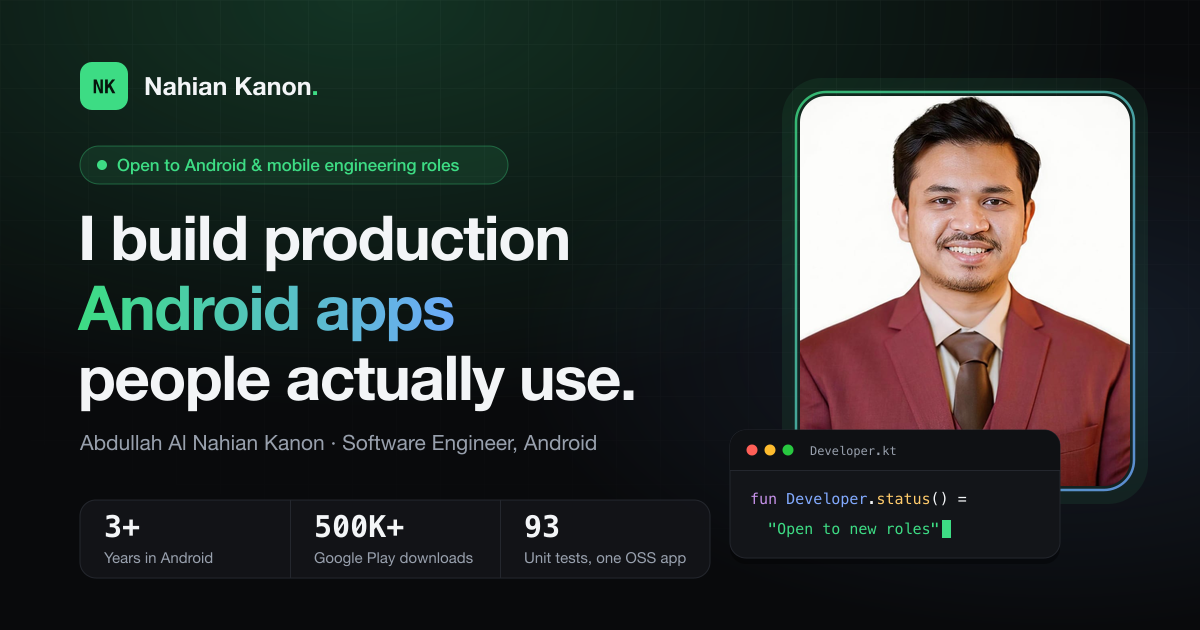 NK
Nahian Kanon.
Open to Android & mobile engineering roles
I build production
Android apps
people actually use.
Abdullah Al Nahian Kanon · Software Engineer, Android
3+
Years in Android
500K+
Google Play downloads
93
Unit tests, one OSS app
Developer.kt
fun Developer.status() =
"Open to new roles"